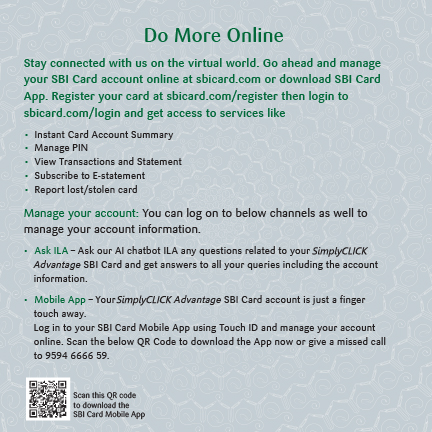 Do More Online
Stay connected with us on the virtual world. Go ahead and manage
your SBI Card account online at sbicard.com or download SBI Card
App. Register your card at sbicard.com/register then login to
sbicard.com/login and get access to services like
• Instant Card Account Summary
• Manage PIN
• View Transactions and Statement
• Subscribe to E-statement
• Report lost/stolen card
Manage your account: You can log on to below channels as well to
manage your account information.
• Ask ILA – Ask our AI chatbot ILA any questions related to your SimplyCLICK
Advantage SBI Card and get answers to all your queries including the account
information.
• Mobile App – Your SimplyCLICK Advantage SBI Card account is just a finger
touch away.
Log in to your SBI Card Mobile App using Touch ID and manage your account
online. Scan the below QR Code to download the App now or give a missed call
to 9594 6666 59.
Scan this QR code
to download the
SBI Card Mobile App